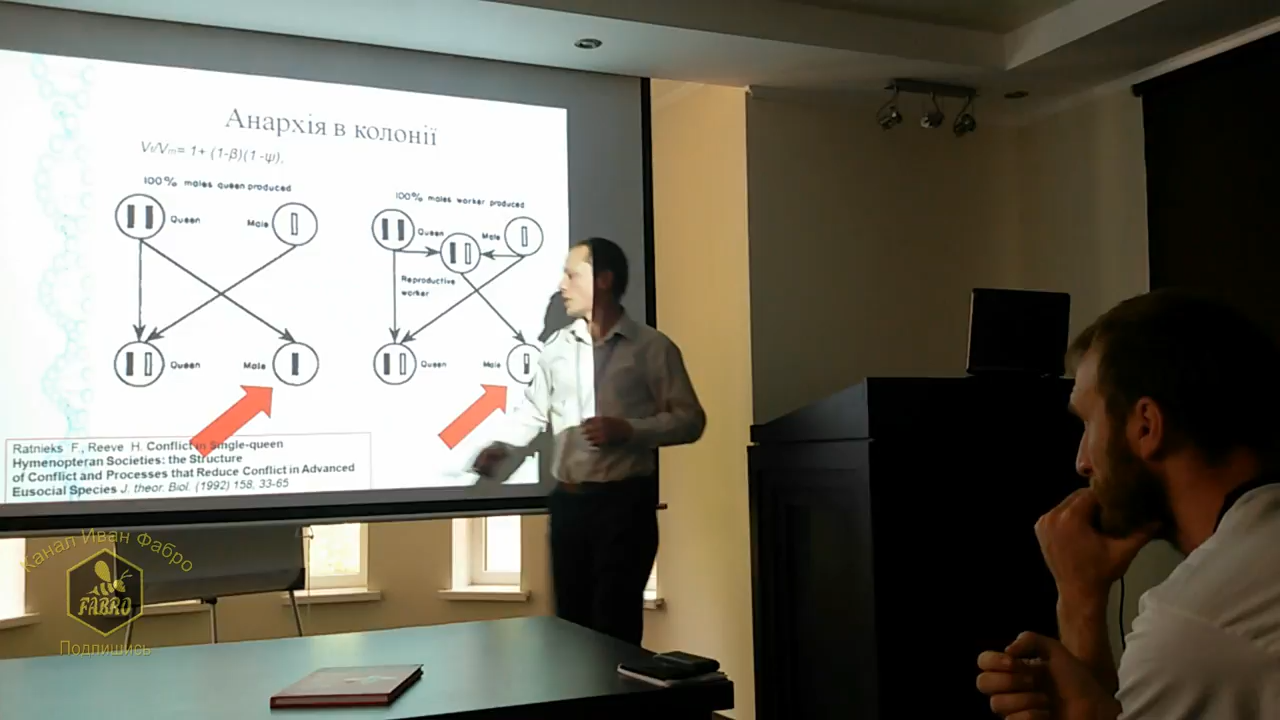 Анархія в колонії
Vf/Vm= 1+ (1-β)(1-ψ),
100% males queen produced
Queen
Male
Queen
Male
100% males worker produced
Queen
Male
Reproductive
worker
Queen
Male
Ratnieks F., Reeve H. Conflict in Single-queen
Hymenopteran Societies: the Structure
of Conflict and Processes that Reduce Conflict in Advanced
Eusocial Species J. theor. Biol. (1992) 158, 33-65
Канал Иван Фабро
FABRO
Подпишись